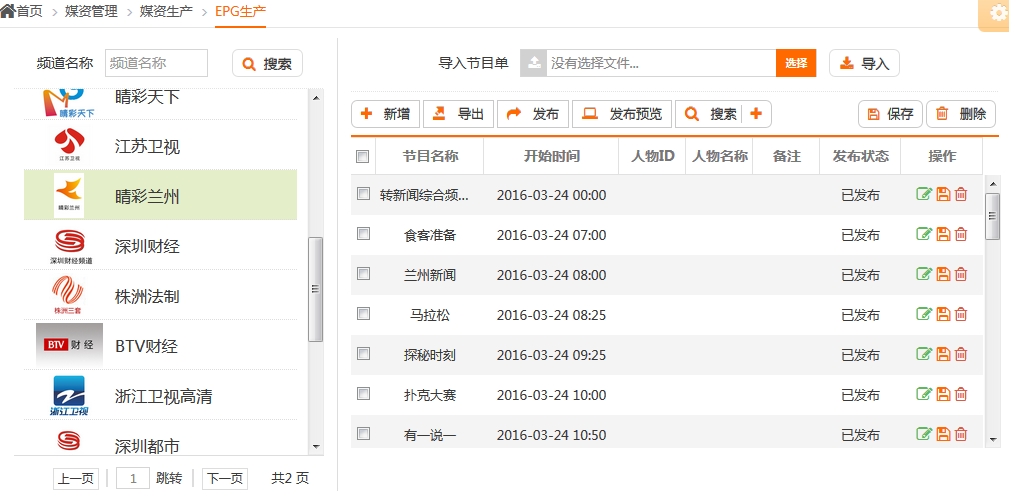 首页 > 媒资管理 > 媒资生产 > EPG生产
频道名称 频道名称 搜索
睛彩天下 睛彩天下
江苏卫视 江苏卫视
睛彩兰州 睛彩兰州
深圳财经频道 深圳财经
株洲三套 株洲法制
BTV 财经 BTV财经
浙江卫视 浙江卫视高清
深圳都市
上一页 1 跳转 下一页 共2 页
导入节目单 没有选择文件... 选择 导入
新增 导出 发布 发布预览 搜索 保存 删除
节目名称 开始时间 人物ID 人物名称 备注 发布状态 操作
转新闻综合频... 2016-03-24 00:00 已发布
食客准备 2016-03-24 07:00 已发布
兰州新闻 2016-03-24 08:00 已发布
马拉松 2016-03-24 08:25 已发布
探秘时刻 2016-03-24 09:25 已发布
扑克大赛 2016-03-24 10:00 已发布
有一说一 2016-03-24 10:50 已发布